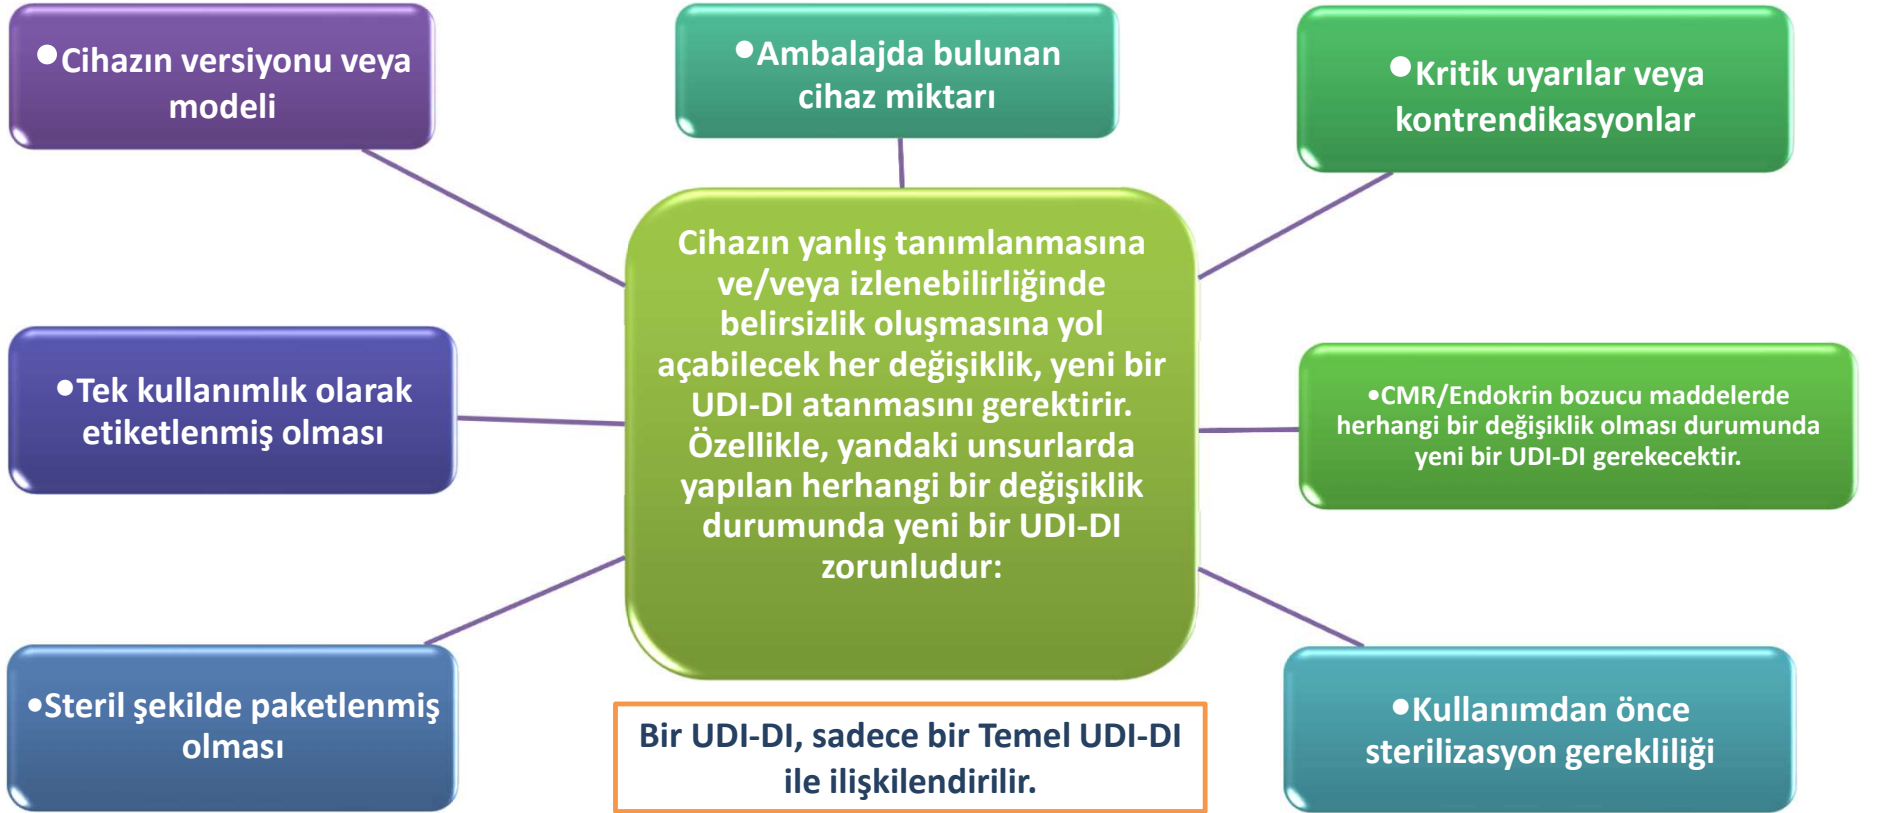 •Cihazın versiyonu veya
modeli
•Ambalajda bulunan
cihaz miktarı
•Kritik uyarılar veya
kontrendikasyonlar
Cihazın yanlış tanımlanmasına
ve/veya izlenebilirliğinde
belirsizlik oluşmasına yol
açabilecek her değişiklik, yeni bir
UDI-DI atanmasını gerektirir.
Özellikle, yandaki unsurlarda
yapılan herhangi bir değişiklik
durumunda yeni bir UDI-DI
zorunludur:
•Tek kullanımlık olarak
etiketlenmiş olması
•CMR/Endokrin bozucu maddelerde
herhangi bir değişiklik olması durumunda
yeni bir UDI-DI gerekecektir.
•Steril şekilde paketlenmiş
olması
•Kullanımdan önce
sterilizasyon gerekliliği
Bir UDI-DI, sadece bir Temel UDI-DI
ile ilişkilendirilir.